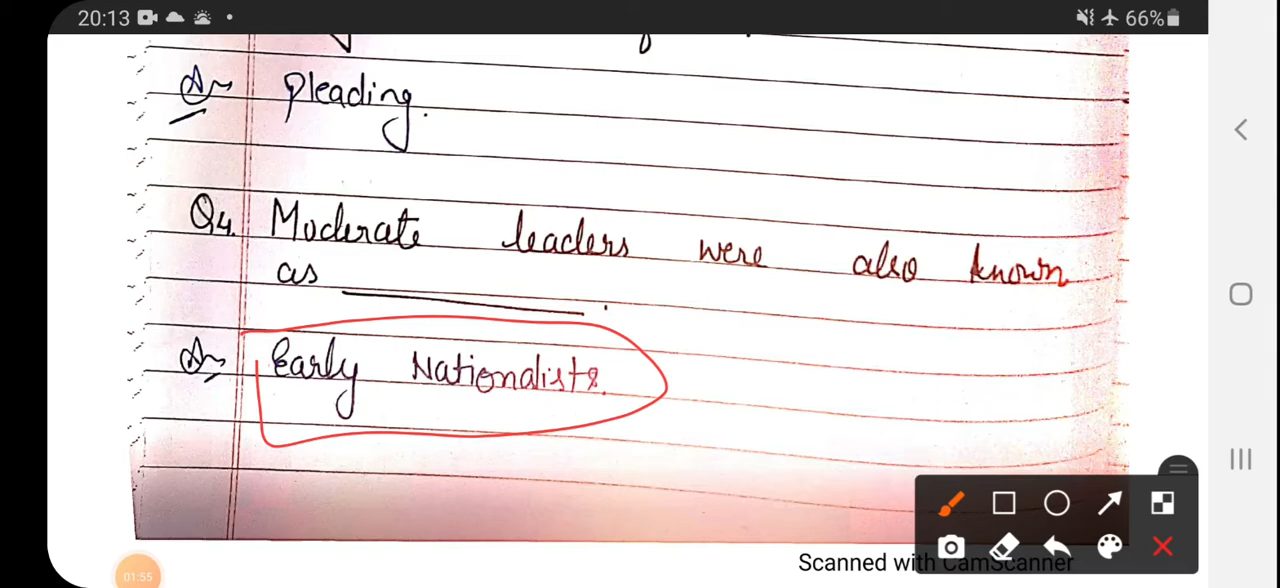 20:13
66%
Ans Pleading.
Q4. Moderate leaders were also known
as ________.
Ans Early Nationalists.
Scanned with CamScanner
01:55